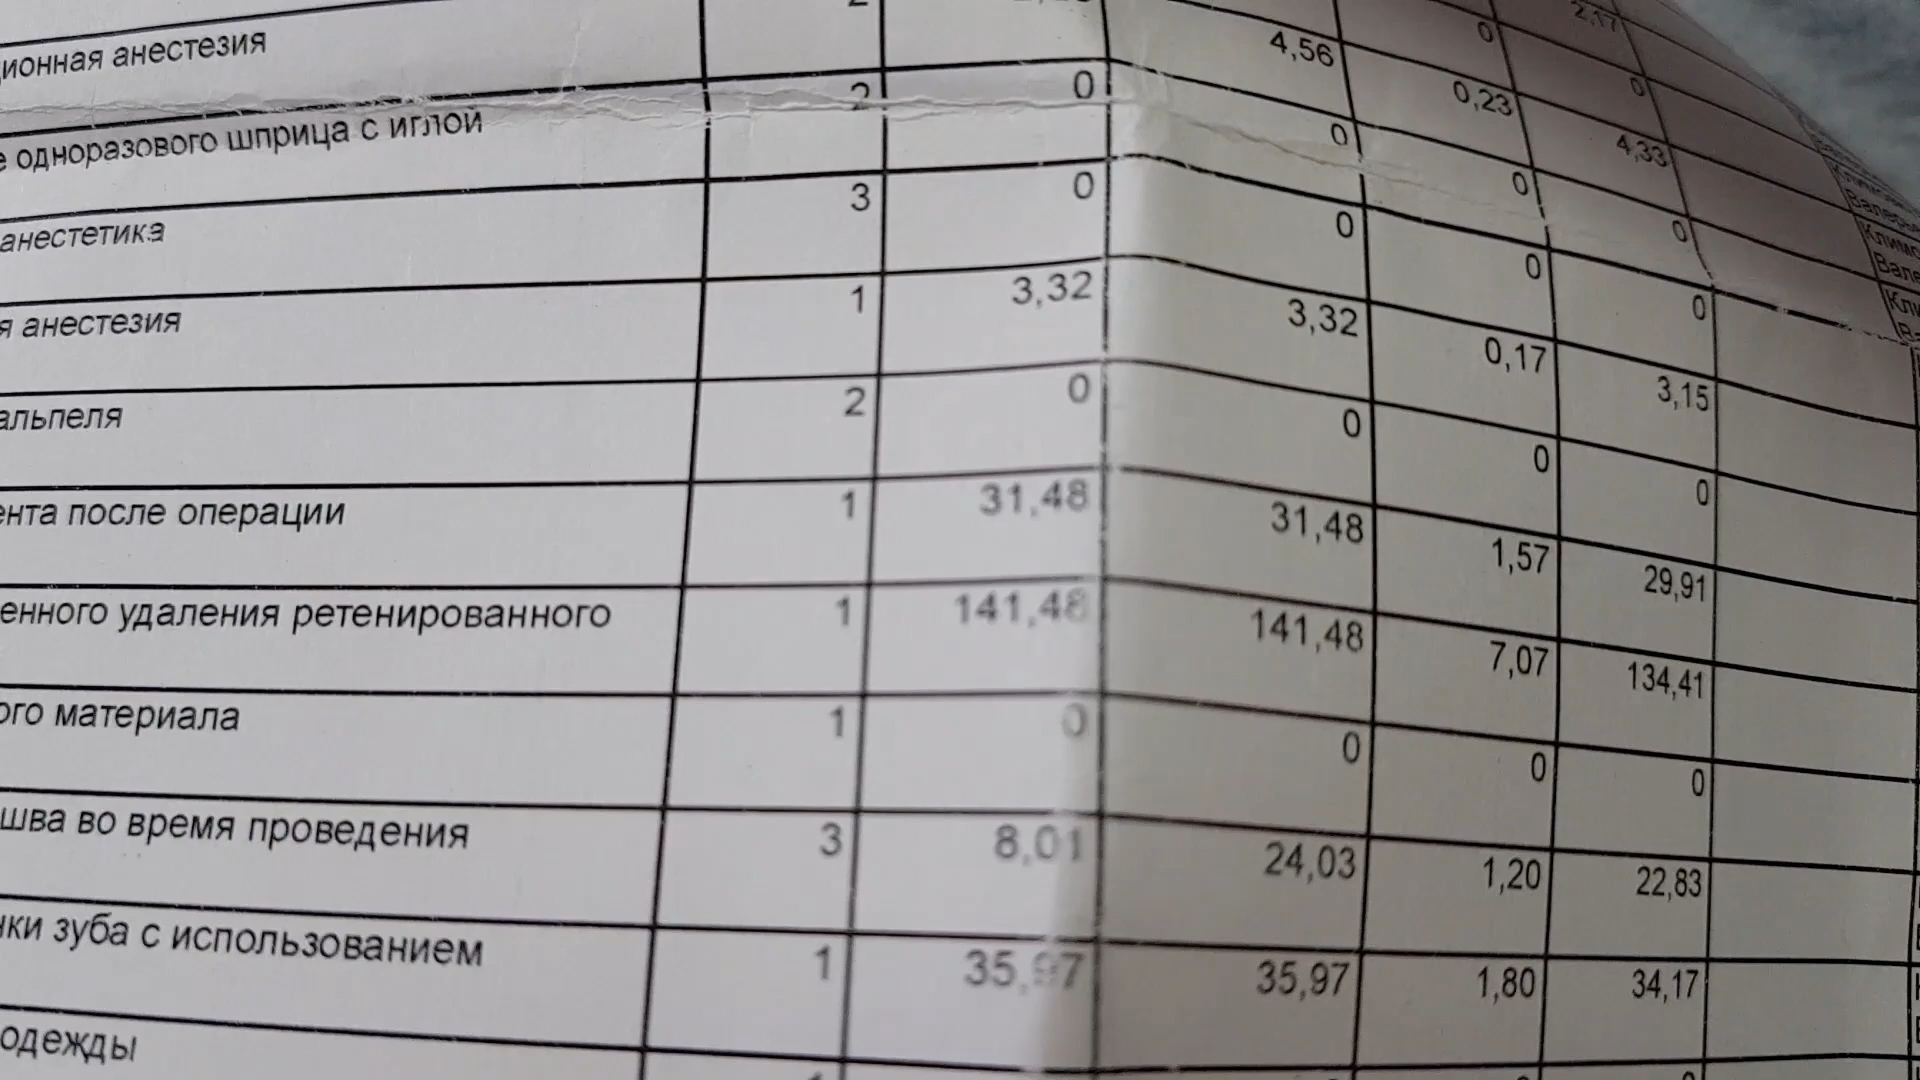 ионная анестезия 2 4,56 0,23 4,33
одноразового шприца с иглой 2 0 0 0 0
анестетика 3 0 0 0 0
я анестезия 1 3,32 3,32 0,17 3,15
альпеля 2 0 0 0 0
ента после операции 1 31,48 31,48 1,57 29,91
енного удаления ретенированного 1 141,48 141,48 7,07 134,41
ого материала 1 0 0 0 0
шва во время проведения 3 8,01 24,03 1,20 22,83
ки зуба с использованием 1 35,97 35,97 1,80 34,17
одежды